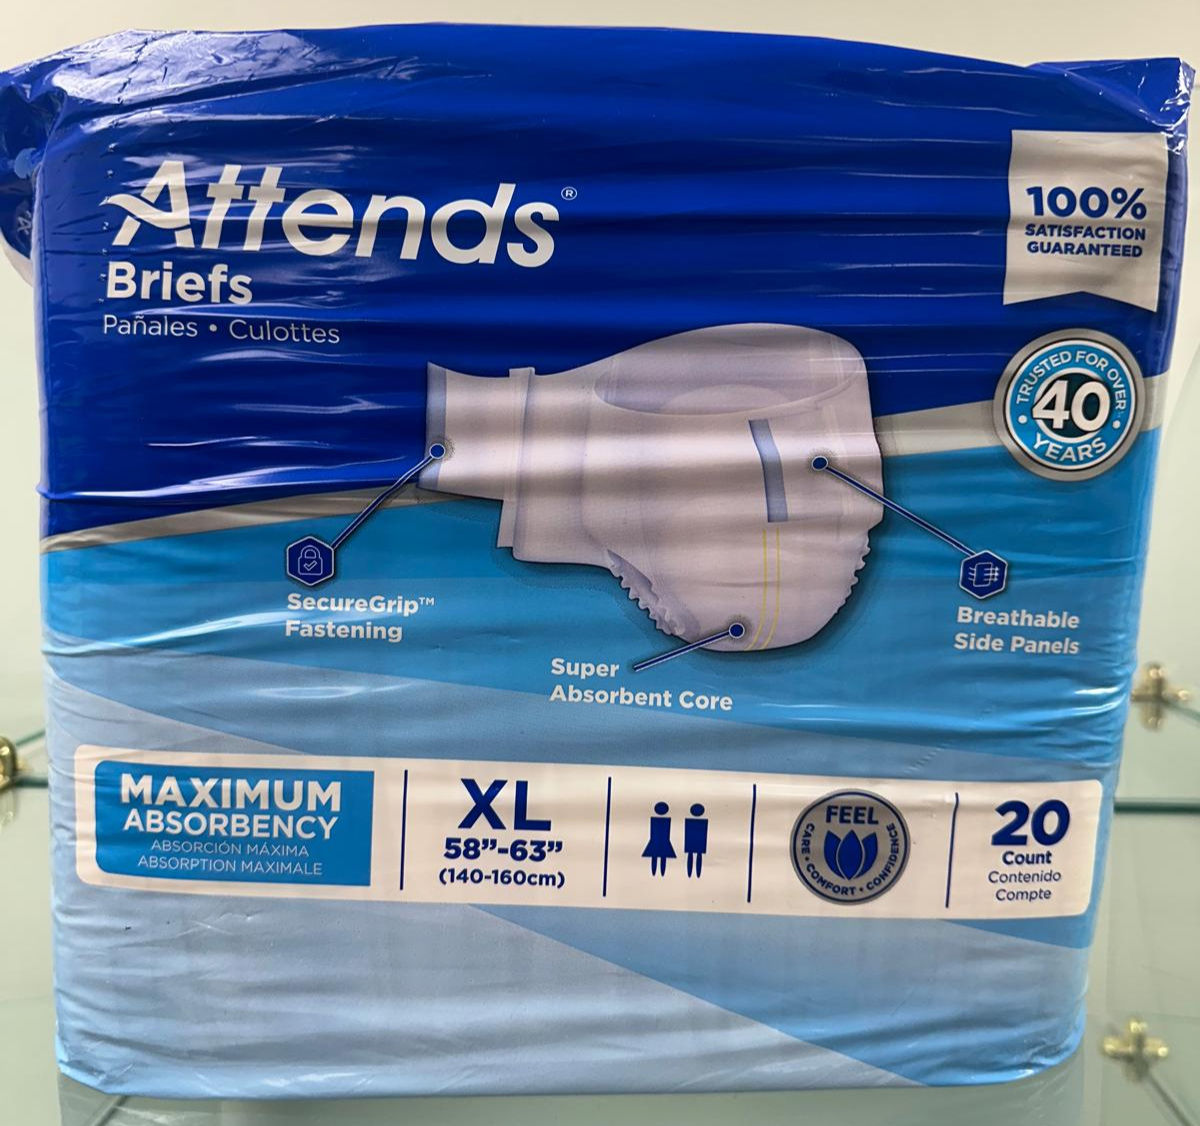 Attends®
Briefs
Pañales • Culottes
100%
SATISFACTION
GUARANTEED
TRUSTED FOR OVER
40
YEARS
SecureGrip™
Fastening
Breathable
Side Panels
Super
Absorbent Core
MAXIMUM
ABSORBENCY
ABSORCIÓN MÁXIMA
ABSORPTION MAXIMALE
XL
58”-63”
(140-160cm)
FEEL
CARE • COMFORT • CONFIDENCE
20
Count
Contenido
Compte